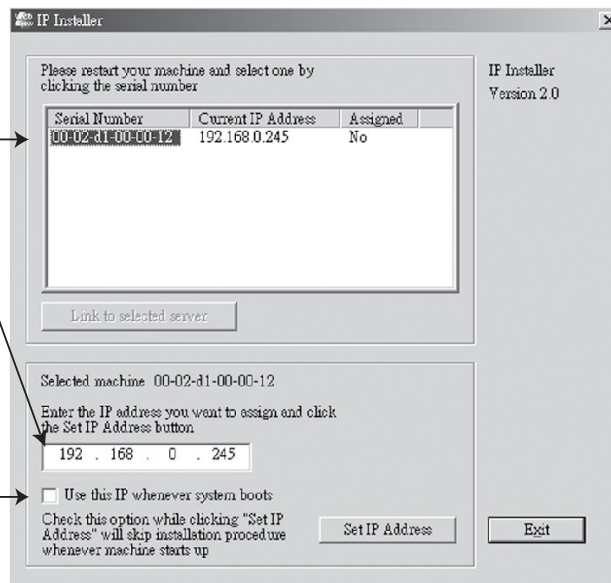 IP Installer
Please restart your machine and select one by
clicking the serial number
IP Installer
Version 2.0
Serial Number Current IP Address Assigned
00-02-d1-00-00-12 192.168.0.245 No
Link to selected server
Selected machine 00-02-d1-00-00-12
Enter the IP address you want to assign and click
the Set IP Address button
192 . 168 . 0 . 245
Use this IP whenever system boots
Check this option while clicking "Set IP
Address" will skip installation procedure
whenever machine starts up
Set IP Address
Exit